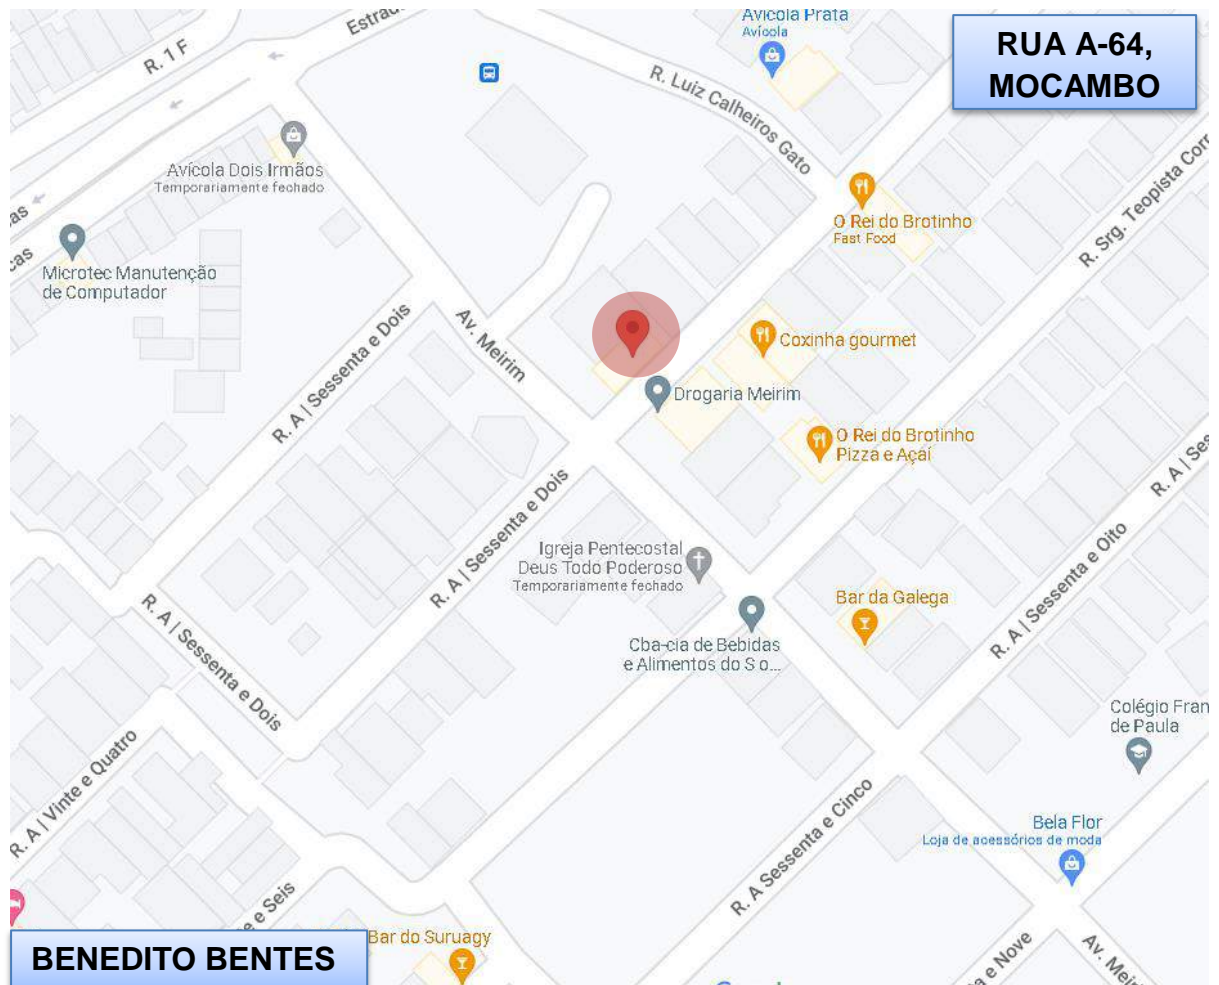 Avícola Prata
Avícola
RUA A-64,
MOCAMBO
R. 1 F
R. Luiz Calheiros Gato
Avícola Dois Irmãos
Temporariamente fechado
R. Srg. Teopista
O Rei do Brotinho
Fast Food
Microtec Manutenção
de Computador
Av. Meirim
R. A | Sessenta e Dois
Coxinha gourmet
Drogaria Meirim
O Rei do Brotinho
Pizza e Açaí
R. A |
R. A | Sessenta e Dois
Igreja Pentecostal
Deus Todo Poderoso
Temporariamente fechado
R. A | Sessenta e Oito
Bar da Galega
R. A | Sessenta e Dois
Cba-cia de Bebidas
e Alimentos do S o...
Colégio Fran
de Paula
R. A | Vinte e Quatro
R. A Sessenta e Cinco
Bela Flor
Loja de acessórios de moda
e Seis
Bar do Suruagy
BENEDITO BENTES
e Nove
Av.